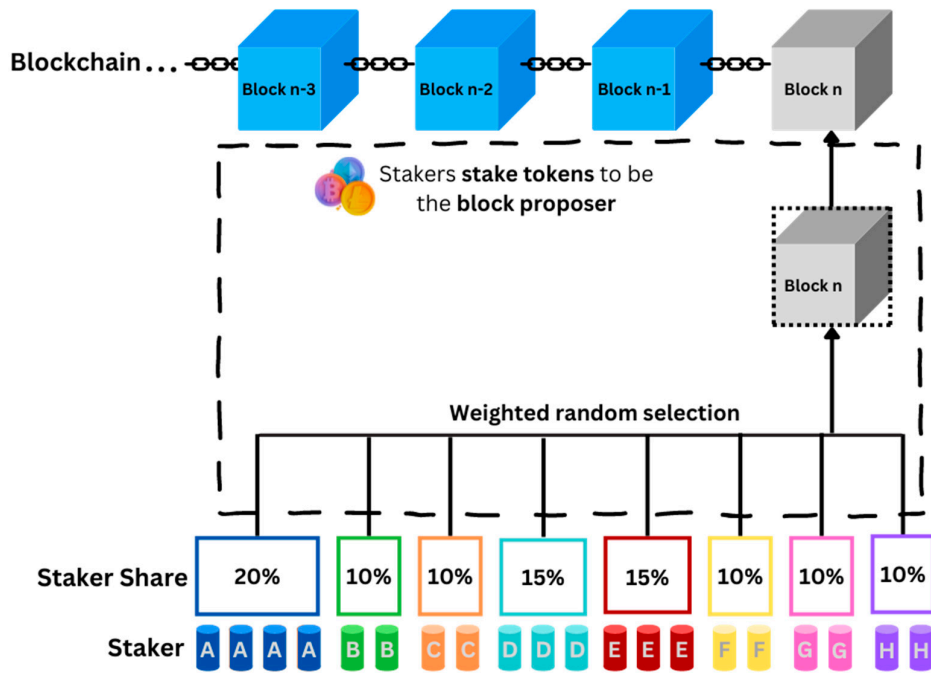 Blockchain ...
Block n-3
Block n-2
Block n-1
Block n
Stakers stake tokens to be
the block proposer
Block n
Weighted random selection
Staker Share 20% 10% 10% 15% 15% 10% 10% 10%
Staker A A A A B B C C D D D E E E F F G G H H